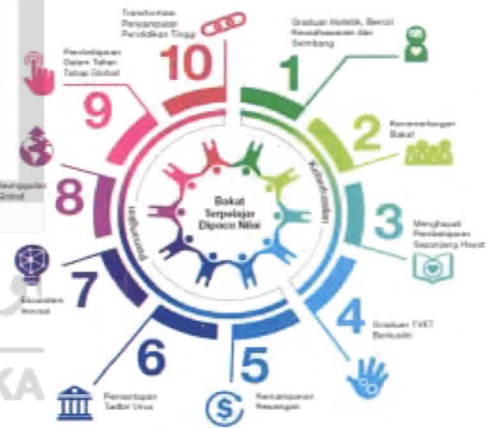 Transformasi
Penyampaian
Pendidikan Tinggi
10
Graduan Holistik, Berciri
Keusahawanan dan
Seimbang
1
Pembelajaran
Dalam Talian
Tahap Global
9
2
Kecemerlangan
Bakat
Keunggulan
Global
8
Bakat
Terpelajar
Dipacu Nilai
Keberhasilan
Pemboleh
3
Menghayati
Pembelajaran
Sepanjang Hayat
7
Ekosistem
Inovasi
4
Graduan TVET
Berkualiti
6
5
Pemantapan
Tadbir Urus
Kemampanan
Kewangan
KA